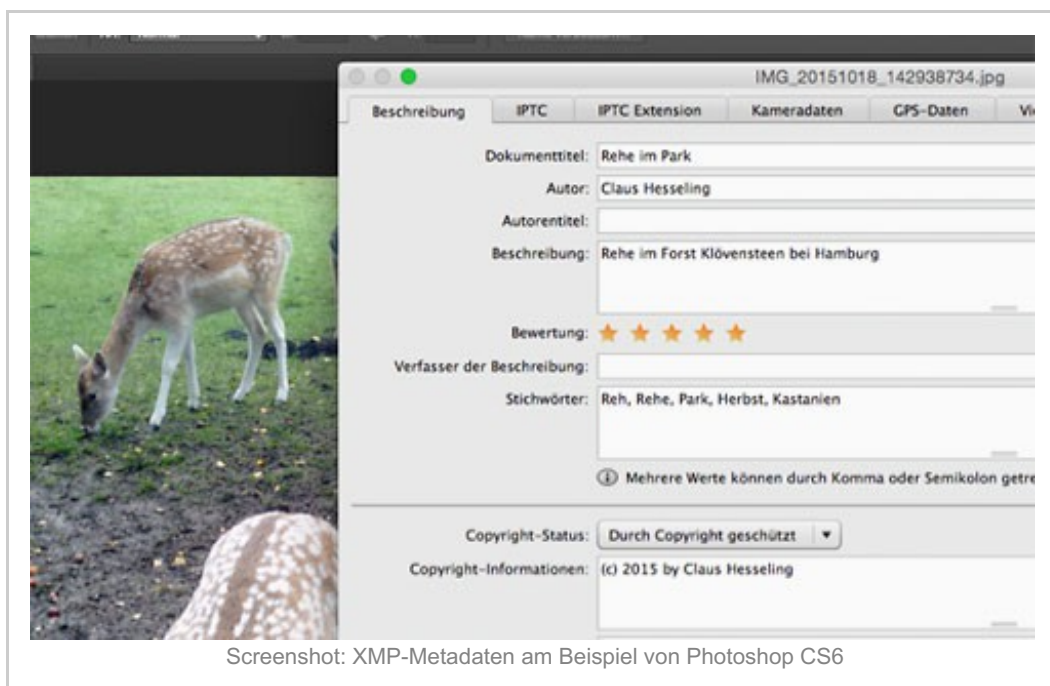 IMG_20151018_142938734.jpg
Beschreibung IPTC IPTC Extension Kameradaten GPS-Daten
Dokumenttitel: Rehe im Park
Autor: Claus Hesseling
Autorentitel:
Beschreibung: Rehe im Forst Klövensteen bei Hamburg
Bewertung:
Verfasser der Beschreibung:
Stichwörter: Reh, Rehe, Park, Herbst, Kastanien
Mehrere Werte können durch Komma oder Semikolon getre
Copyright-Status: Durch Copyright geschützt
Copyright-Informationen: (c) 2015 by Claus Hesseling
Screenshot: XMP-Metadaten am Beispiel von Photoshop CS6